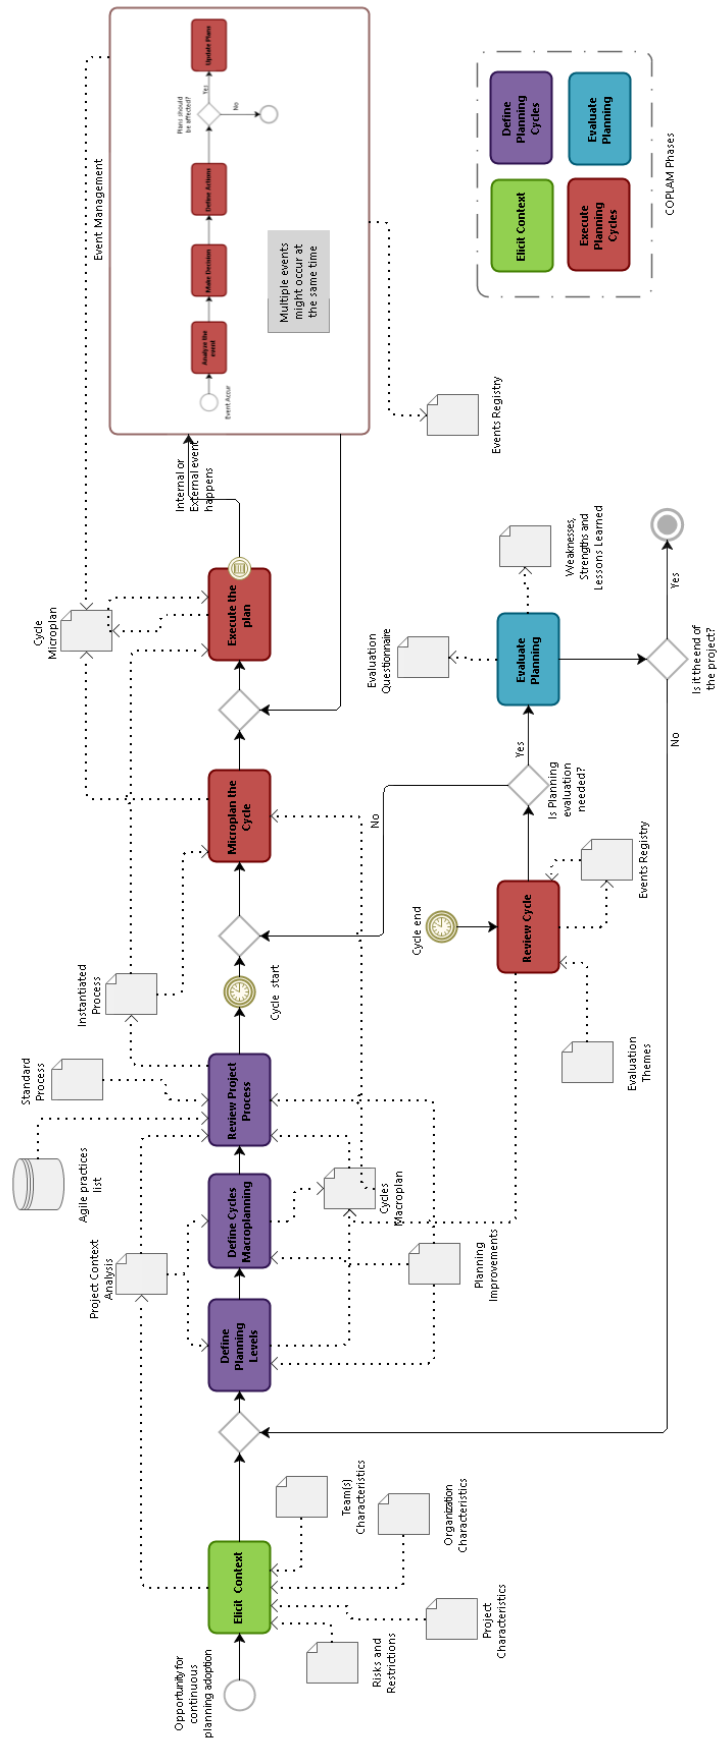 Opportunity for
continuous
planning adoption
Elicit Context
Risks and
Restrictions
Project
Characteristics
Organization
Characteristics
Team(s)
Characteristics
Project Context
Analysis
Define
Planning
Levels
Define Cycles
Macroplanning
Review Project
Process
Agile practices
list
Standard
Process
Instantiated
Process
Cycles
Macroplan
Planning
Improvements
Cycle start
Microplan the
Cycle
Execute the
plan
Cycle
Microplan
Internal or
External event
happens
Event Management
Event Accur
Analyze the
event
Make Decision
Define Actions
Plans should
be affected?
Yes
No
Update Plans
Multiple events
might occur at
the same time
Events Registry
Cycle end
Review Cycle
Evaluation
Themes
Events Registry
Is Planning
evaluation
needed?
Yes
No
Evaluate
Planning
Evaluation
Questionnaire
Weaknesses,
Strengths and
Lessons Learned
Is it the end of
the project?
Yes
No
Elicit Context
Define
Planning
Cycles
Execute
Planning
Cycles
Evaluate
Planning
COPLAM Phases